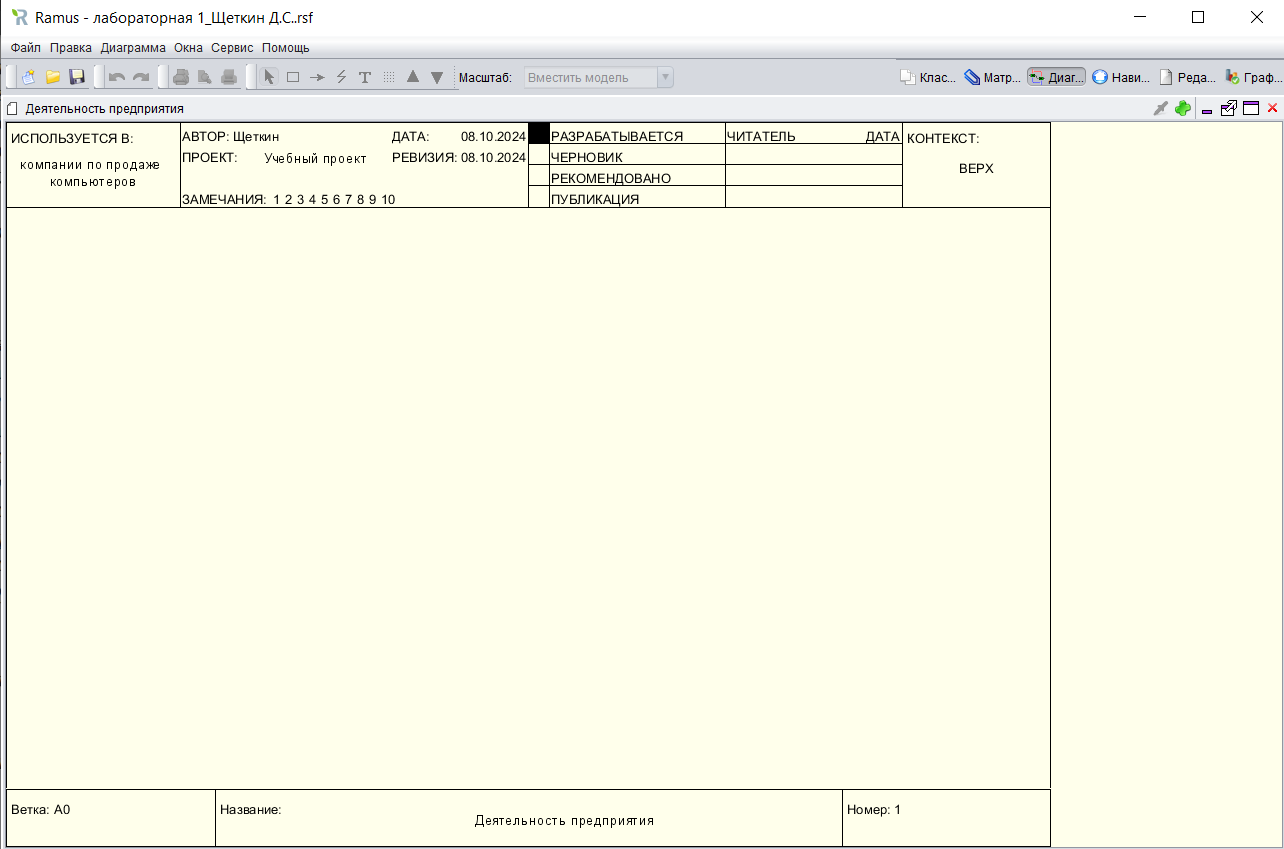 Ramus - лабораторная 1_Щеткин Д.С..rsf
Файл Правка Диаграмма Окна Сервис Помощь
Масштаб: Вместить модель Клас... Матр... Диаг... Нави... Реда... Граф...
Деятельность предприятия
ИСПОЛЬЗУЕТСЯ В:
компании по продаже
компьютеров
АВТОР: Щеткин ДАТА: 08.10.2024
ПРОЕКТ: Учебный проект РЕВИЗИЯ: 08.10.2024
ЗАМЕЧАНИЯ: 1 2 3 4 5 6 7 8 9 10
РАЗРАБАТЫВАЕТСЯ
ЧЕРНОВИК
РЕКОМЕНДОВАНО
ПУБЛИКАЦИЯ
ЧИТАТЕЛЬ ДАТА
КОНТЕКСТ:
ВЕРХ
Ветка: A0
Название:
Деятельность предприятия
Номер: 1